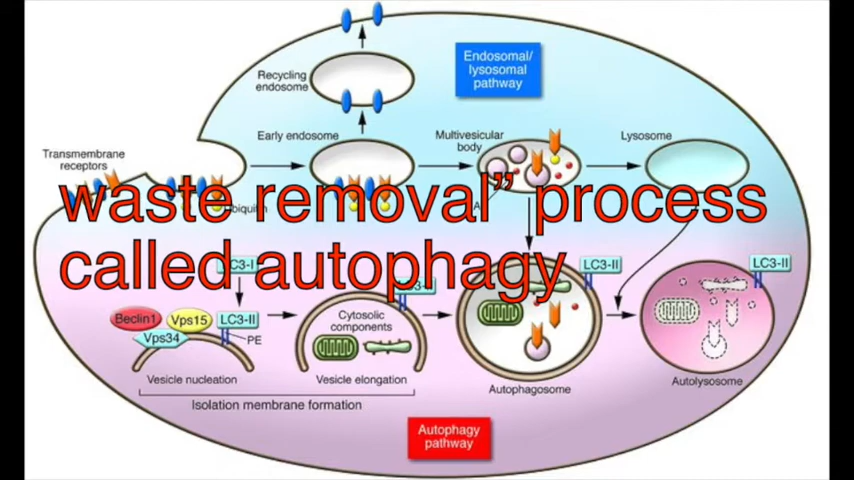 Endosomal/
lysosomal
pathway
Recycling
endosome
Early endosome
Multivesicular
body
Lysosome
Transmembrane
receptors
waste removal” process
called autophagy
LC3-II
LC3-II
Beclin1
Vps15
LC3-II
Vps34
PE
Cytosolic
components
Vesicle nucleation
Vesicle elongation
Autophagosome
Autolysosome
Isolation membrane formation
Autophagy
pathway